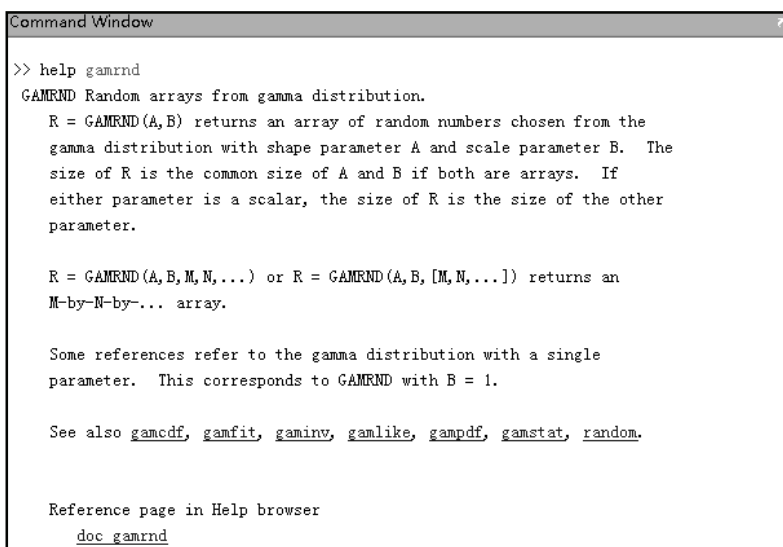 Command Window
>> help gamrnd
GAMRND Random arrays from gamma distribution.
R = GAMRND(A,B) returns an array of random numbers chosen from the
gamma distribution with shape parameter A and scale parameter B.  The
size of R is the common size of A and B if both are arrays.  If
either parameter is a scalar, the size of R is the size of the other
parameter.
R = GAMRND(A,B,M,N,...) or R = GAMRND(A,B,[M,N,...]) returns an
M-by-N-by-... array.
Some references refer to the gamma distribution with a single
parameter.  This corresponds to GAMRND with B = 1.
See also gamcdf, gamfit, gaminv, gamlike, gampdf, gamstat, random.
Reference page in Help browser
doc gamrnd